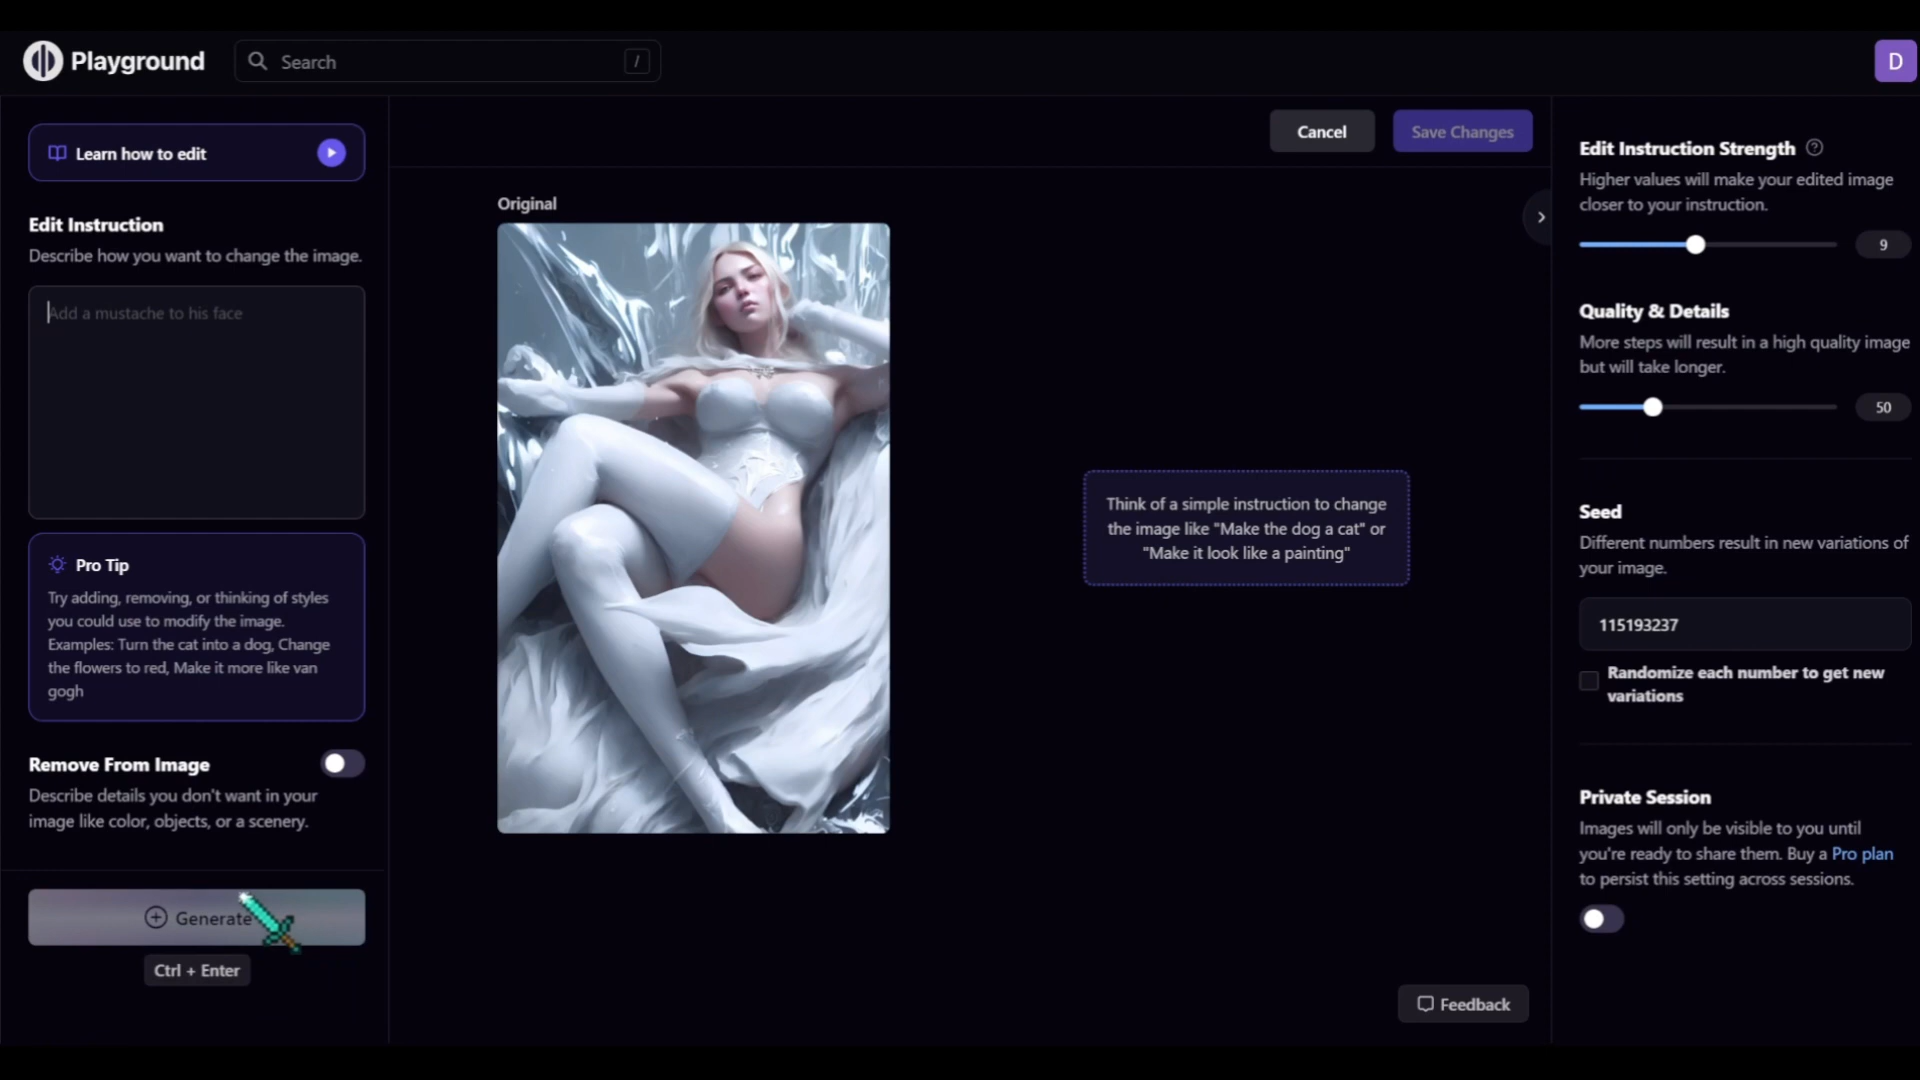 Playground
Search
/
D
Learn how to edit
Edit Instruction
Describe how you want to change the image.
Add a mustache to his face
Pro Tip
Try adding, removing, or thinking of styles
you could use to modify the image.
Examples: Turn the cat into a dog, Change
the flowers to red, Make it more like van
gogh
Remove From Image
Describe details you don't want in your
image like color, objects, or a scenery.
Generate
Ctrl + Enter
Cancel
Save Changes
Original
Think of a simple instruction to change
the image like "Make the dog a cat" or
"Make it look like a painting"
Feedback
Edit Instruction Strength ?
Higher values will make your edited image
closer to your instruction.
9
Quality & Details
More steps will result in a high quality image
but will take longer.
50
Seed
Different numbers result in new variations of
your image.
115193237
Randomize each number to get new
variations
Private Session
Images will only be visible to you until
you're ready to share them. Buy a Pro plan
to persist this setting across sessions.